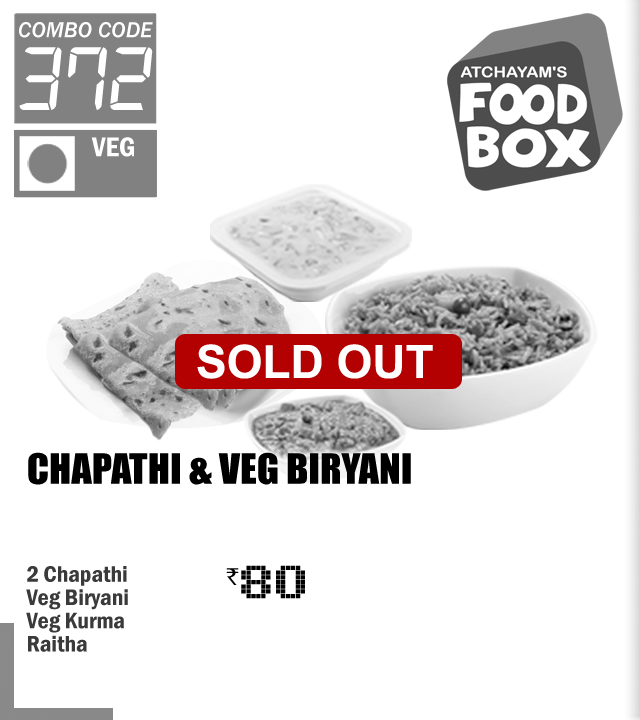 COMBO CODE
372
VEG
ATCHAYAM'S
FOOD
BOX
SOLD OUT
CHAPATHI & VEG BIRYANI
2 Chapathi
Veg Biryani
Veg Kurma
Raitha
₹80